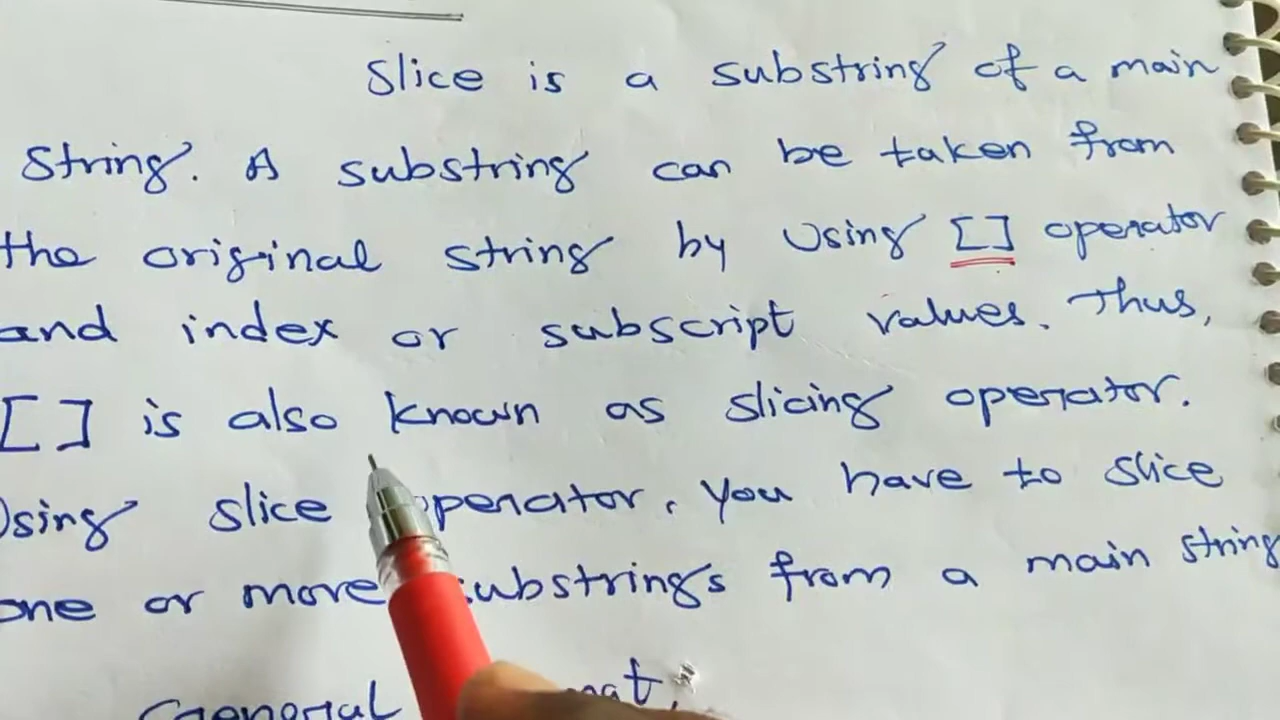 Slice is a substring of a main
String. A substring can be taken from
the original string by Using [] operator
and index or subscript values. Thus,
[] is also known as slicing operator.
Using slice operator, You have to slice
one or more substrings from a main string
General